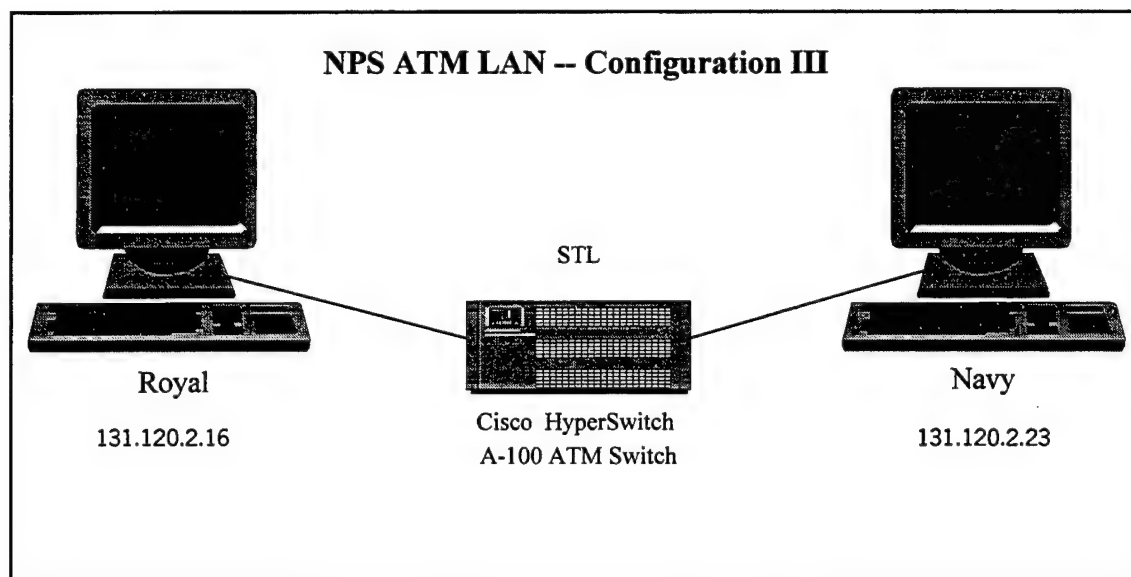 NPS ATM LAN -- Configuration III
STL
Royal
131.120.2.16
Cisco HyperSwitch
A-100 ATM Switch
Navy
131.120.2.23